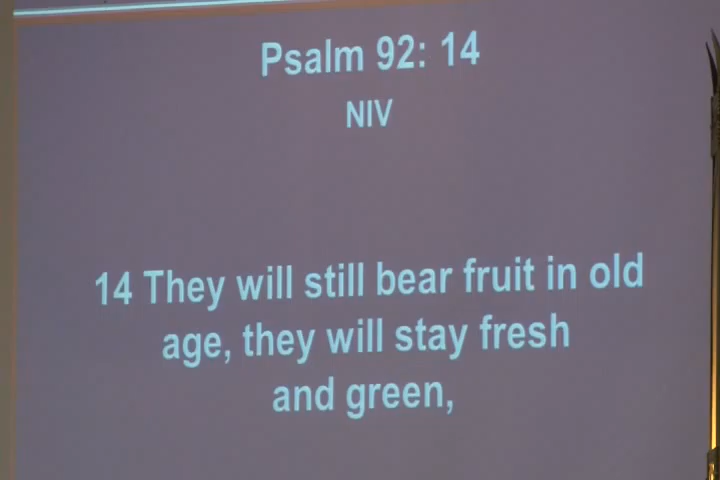 Psalm 92: 14
NIV
14 They will still bear fruit in old
age, they will stay fresh
and green,